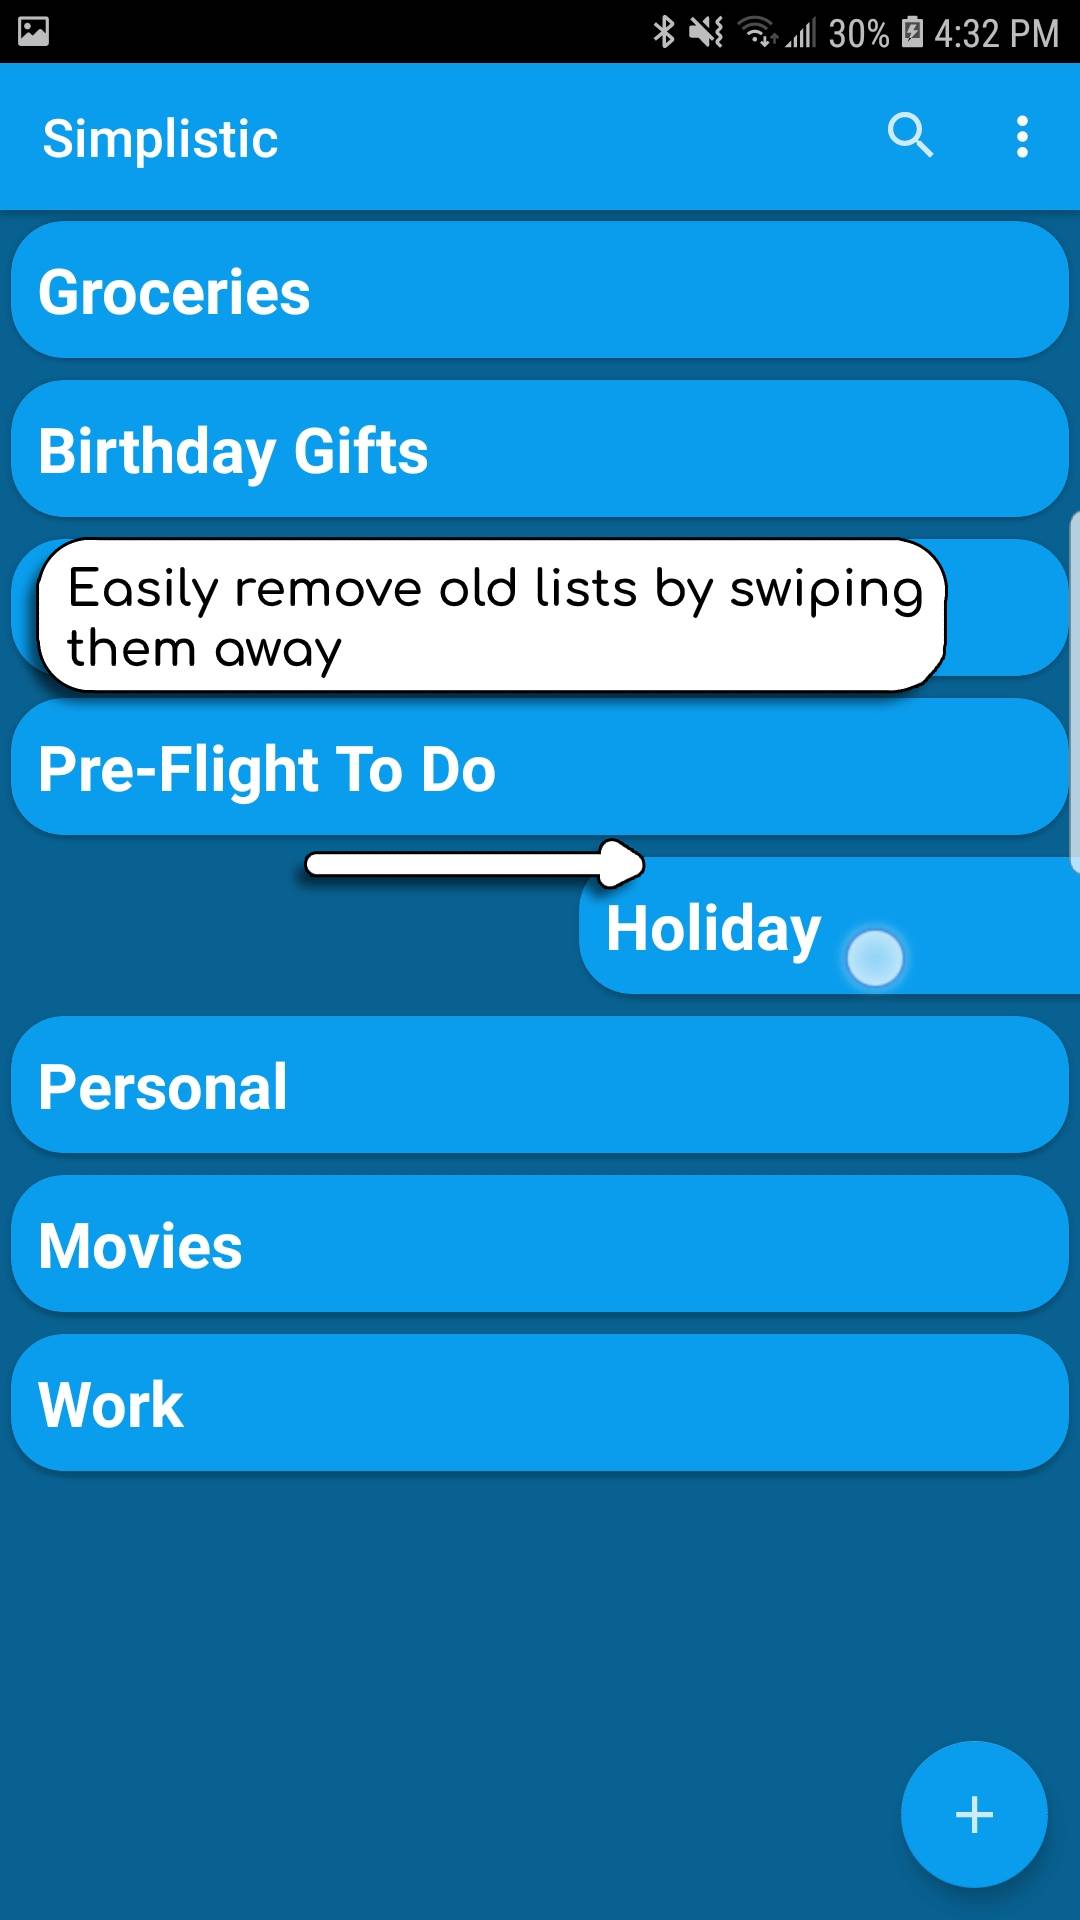 30% 4:32 PM
Simplistic
Groceries
Birthday Gifts
Easily remove old lists by swiping
them away
Pre-Flight To Do
Holiday
Personal
Movies
Work